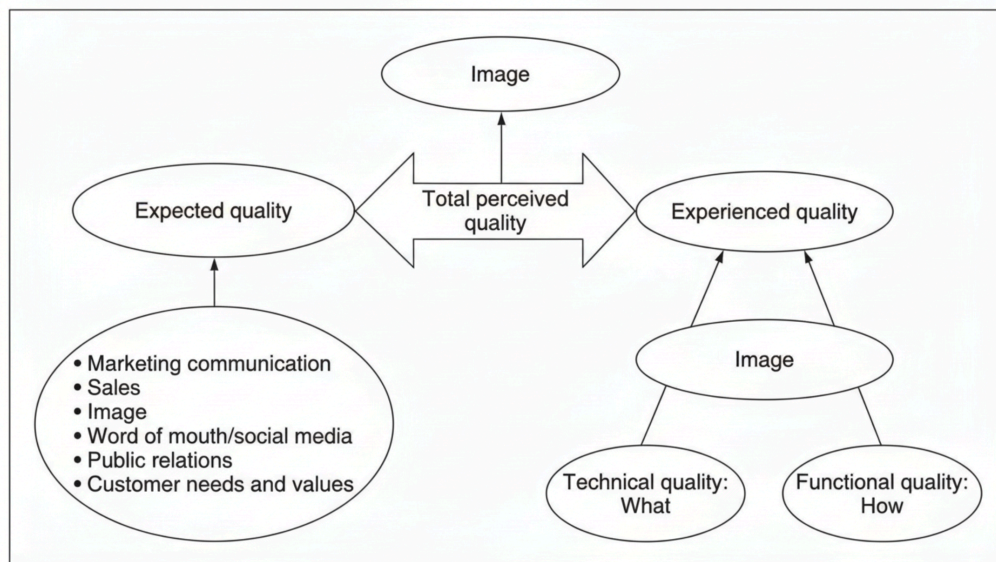 Image
Expected quality
Total perceived
quality
Experienced quality
• Marketing communication
• Sales
• Image
• Word of mouth/social media
• Public relations
• Customer needs and values
Image
Technical quality:
What
Functional quality:
How